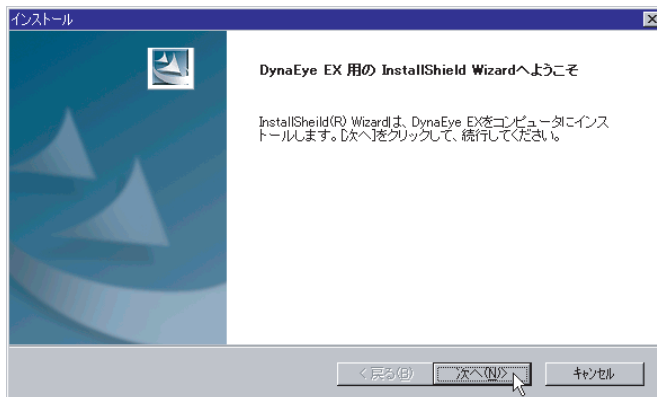 インストール
DynaEye EX 用の InstallShield Wizardへようこそ
InstallSheild(R) Wizardは、DynaEye EXをコンピュータにインス
トールします。[次へ]をクリックして、続行してください。
< 戻る(B)
次へ(N)>
キャンセル